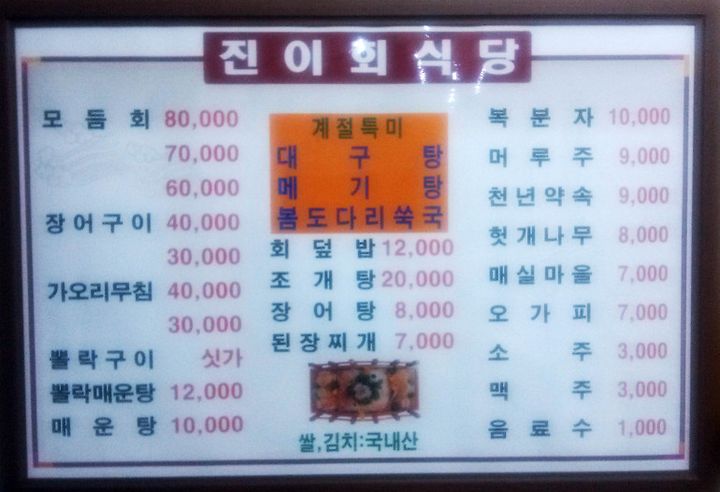 진이회식당
모듬회 80,000
70,000
60,000
장어구이 40,000
30,000
가오리무침 40,000
30,000
뽈락구이 싯가
뽈락매운탕 12,000
매운탕 10,000
계절특미
대구탕
메기탕
봄도다리쑥국
회덮밥 12,000
조개탕 20,000
장어탕 8,000
된장찌개 7,000
쌀,김치:국내산
복분자 10,000
머루주 9,000
천년약속 9,000
헛개나무 8,000
매실마을 7,000
오가피 7,000
소주 3,000
맥주 3,000
음료수 1,000